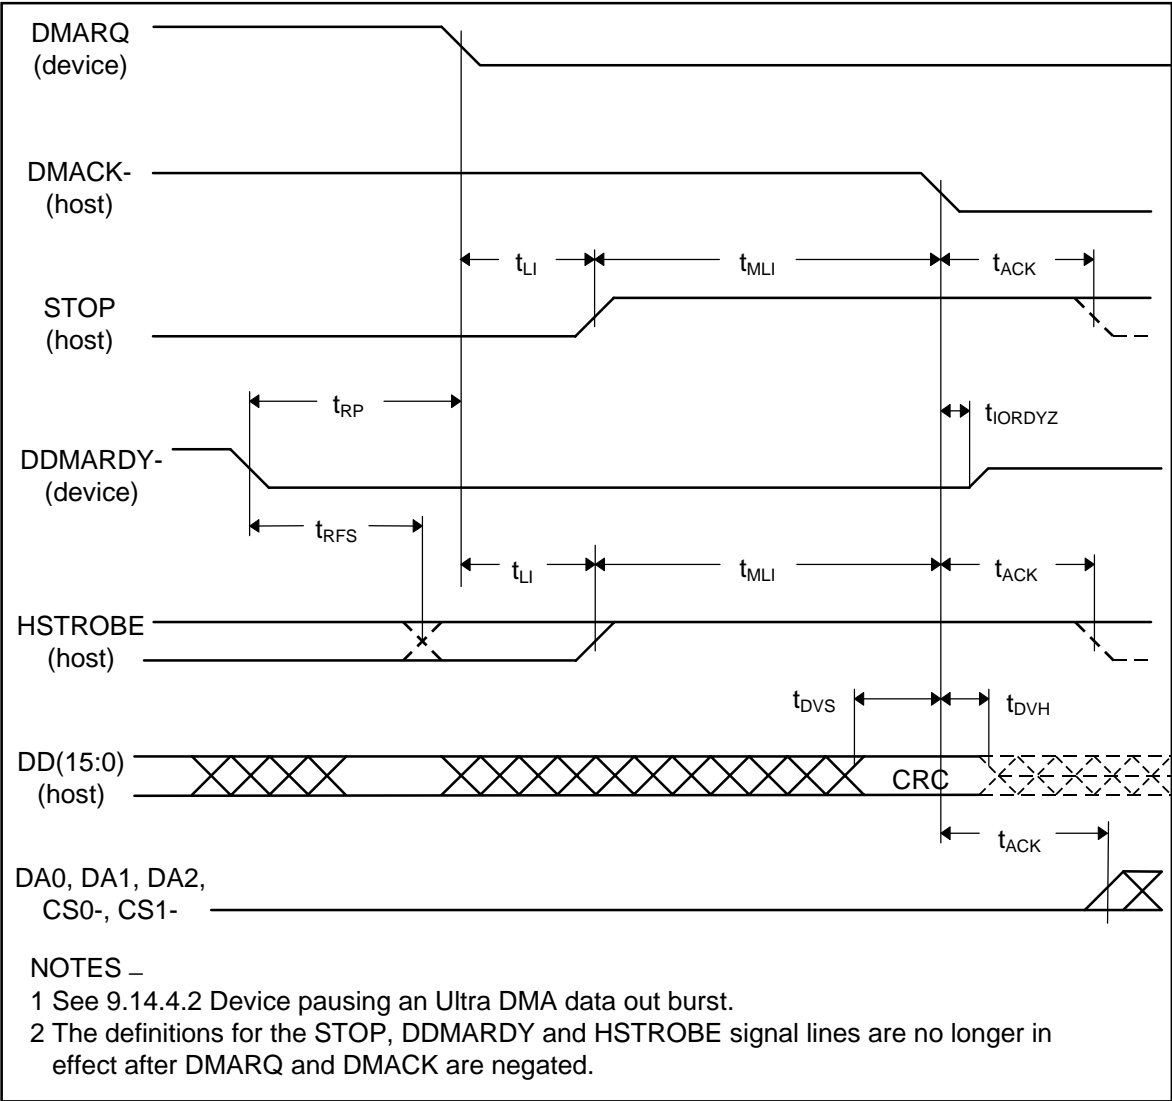 DMARQ
(device)
DMACK-
(host)
tLI
tMLI
tACK
STOP
(host)
tRP
tIORDYZ
DDMARDY-
(device)
tRFS
tLI
tMLI
tACK
HSTROBE
(host)
tDVS
tDVH
DD(15:0)
(host)
CRC
tACK
DA0, DA1, DA2,
CS0-, CS1-
NOTES –
1 See 9.14.4.2 Device pausing an Ultra DMA data out burst.
2 The definitions for the STOP, DDMARDY and HSTROBE signal lines are no longer in
effect after DMARQ and DMACK are negated.